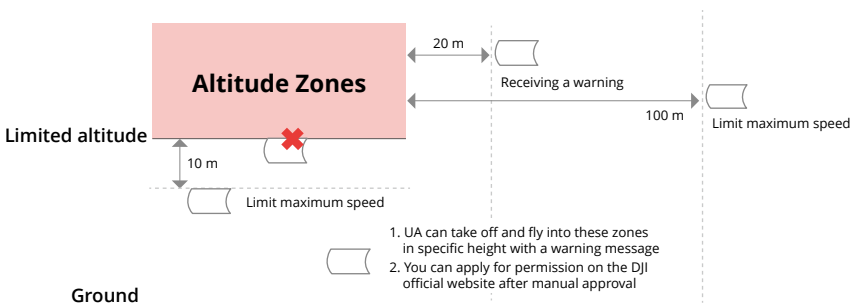 20 m
Altitude Zones
Receiving a warning
100 m
Limit maximum speed
Limited altitude
10 m
Limit maximum speed
1. UA can take off and fly into these zones
in specific height with a warning message
2. You can apply for permission on the DJI
official website after manual approval
Ground